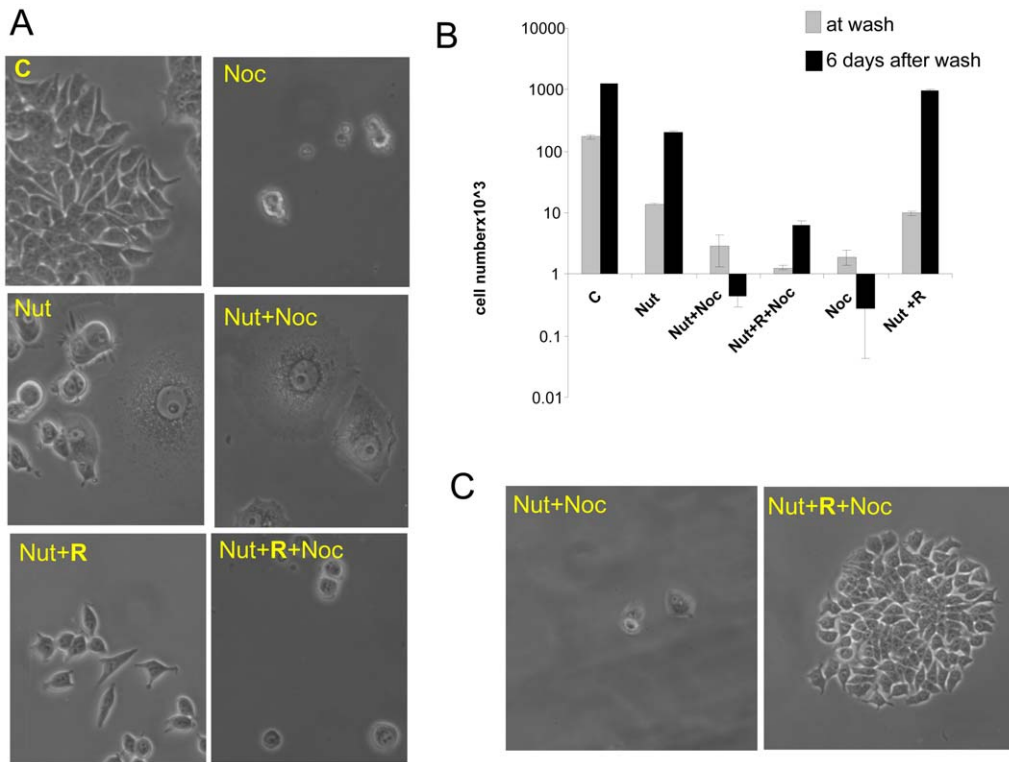 A
C
Noc
Nut
Nut+Noc
Nut+R
Nut+R+Noc
B
at wash
6 days after wash
10000
1000
100
10
1
0.1
0.01
cell numberx10^3
C
Nut
Nut+Noc
Nut+R+Noc
Noc
Nut +R
C
Nut+Noc
Nut+R+Noc